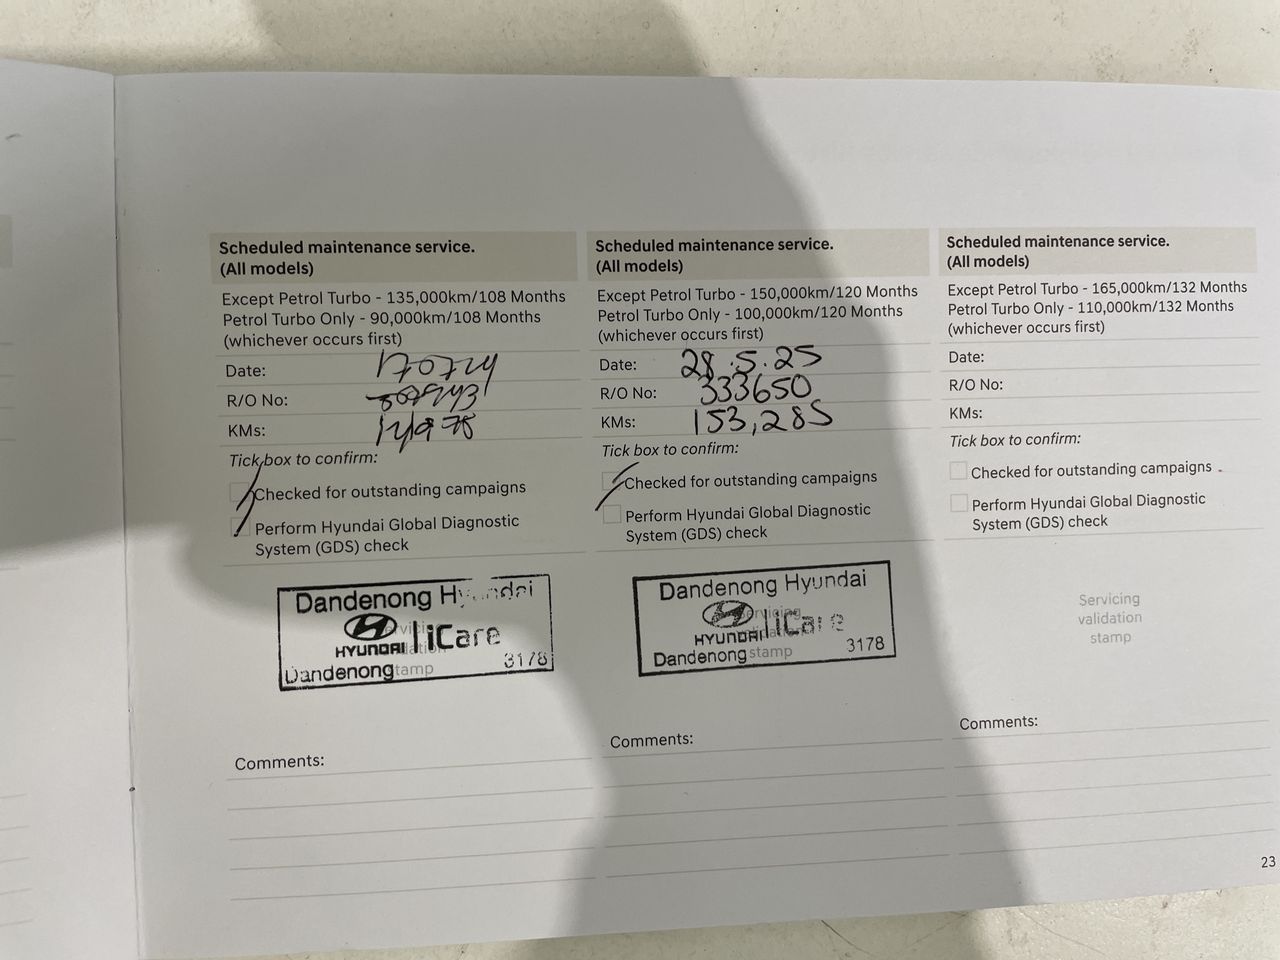 Scheduled maintenance service.
(All models)
Except Petrol Turbo - 135,000km/108 Months
Petrol Turbo Only - 90,000km/108 Months
(whichever occurs first)
Date: 170724
R/O No:
KMs:
Tick box to confirm:
Checked for outstanding campaigns
Perform Hyundai Global Diagnostic
System (GDS) check
Dandenong Hyundai
HYUNDAI iCare
Dandenong 3178
Comments:
Scheduled maintenance service.
(All models)
Except Petrol Turbo - 150,000km/120 Months
Petrol Turbo Only - 100,000km/120 Months
(whichever occurs first)
Date: 28.5.25
R/O No: 333650
KMs: 153,285
Tick box to confirm:
Checked for outstanding campaigns
Perform Hyundai Global Diagnostic
System (GDS) check
Dandenong Hyundai
HYUNDAI iCare
Dandenong stamp 3178
Comments:
Scheduled maintenance service.
(All models)
Except Petrol Turbo - 165,000km/132 Months
Petrol Turbo Only - 110,000km/132 Months
(whichever occurs first)
Date:
R/O No:
KMs:
Tick box to confirm:
Checked for outstanding campaigns
Perform Hyundai Global Diagnostic
System (GDS) check
Servicing
validation
stamp
Comments:
23